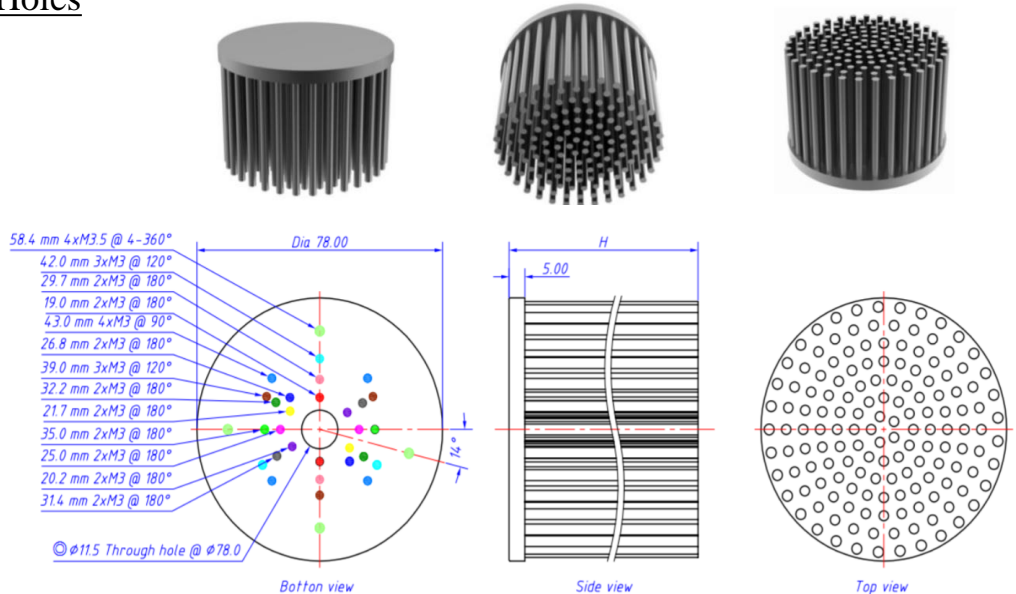 Holes
58.4 mm 4xM3.5 @ 4-360°
42.0 mm 3xM3 @ 120°
29.7 mm 2xM3 @ 180°
19.0 mm 2xM3 @ 180°
43.0 mm 4xM3 @ 90°
26.8 mm 2xM3 @ 180°
39.0 mm 3xM3 @ 120°
32.2 mm 2xM3 @ 180°
21.7 mm 2xM3 @ 180°
35.0 mm 2xM3 @ 180°
25.0 mm 2xM3 @ 180°
20.2 mm 2xM3 @ 180°
31.4 mm 2xM3 @ 180°
⌀11.5 Through hole @ ⌀78.0
Dia 78.00
14°
Botton view
H
5.00
Side view
Top view